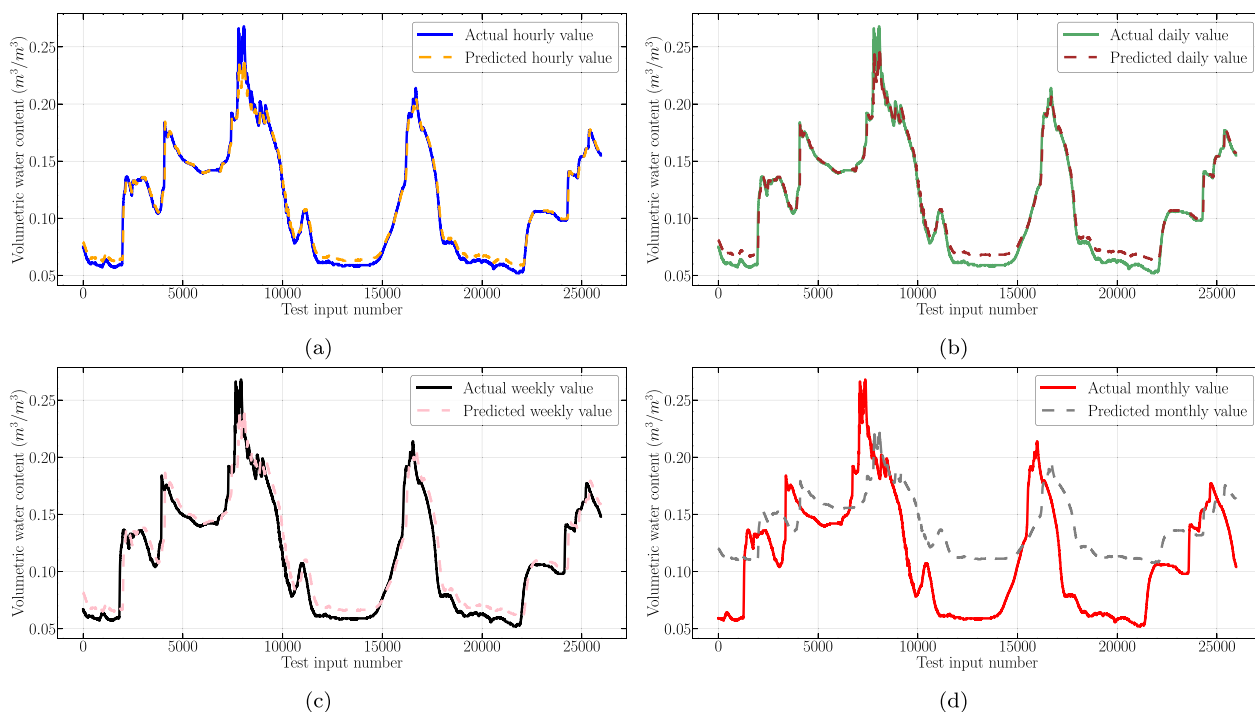 Volumetric water content (m³/m³)
0.25
0.20
0.15
0.10
0.05
Actual hourly value
Predicted hourly value
0 5000 10000 15000 20000 25000
Test input number
(a)
Volumetric water content (m³/m³)
0.25
0.20
0.15
0.10
0.05
Actual daily value
Predicted daily value
0 5000 10000 15000 20000 25000
Test input number
(b)
Volumetric water content (m³/m³)
0.25
0.20
0.15
0.10
0.05
Actual weekly value
Predicted weekly value
0 5000 10000 15000 20000 25000
Test input number
(c)
Volumetric water content (m³/m³)
0.25
0.20
0.15
0.10
0.05
Actual monthly value
Predicted monthly value
0 5000 10000 15000 20000 25000
Test input number
(d)